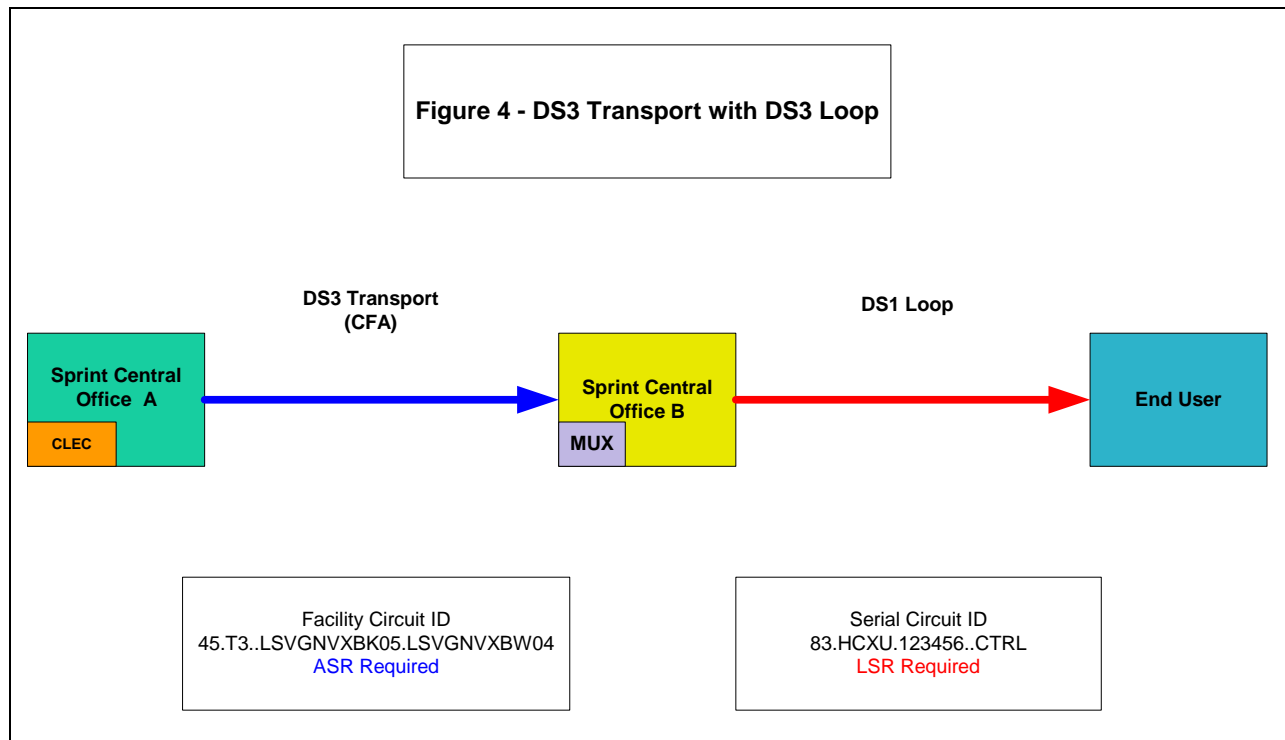 Figure 4 - DS3 Transport with DS3 Loop
DS3 Transport
(CFA)
DS1 Loop
Sprint Central
Office  A
CLEC
Sprint Central
Office B
MUX
End User
Facility Circuit ID
45.T3..LSVGNVXBK05.LSVGNVXBW04
ASR Required
Serial Circuit ID
83.HCXU.123456..CTRL
LSR Required